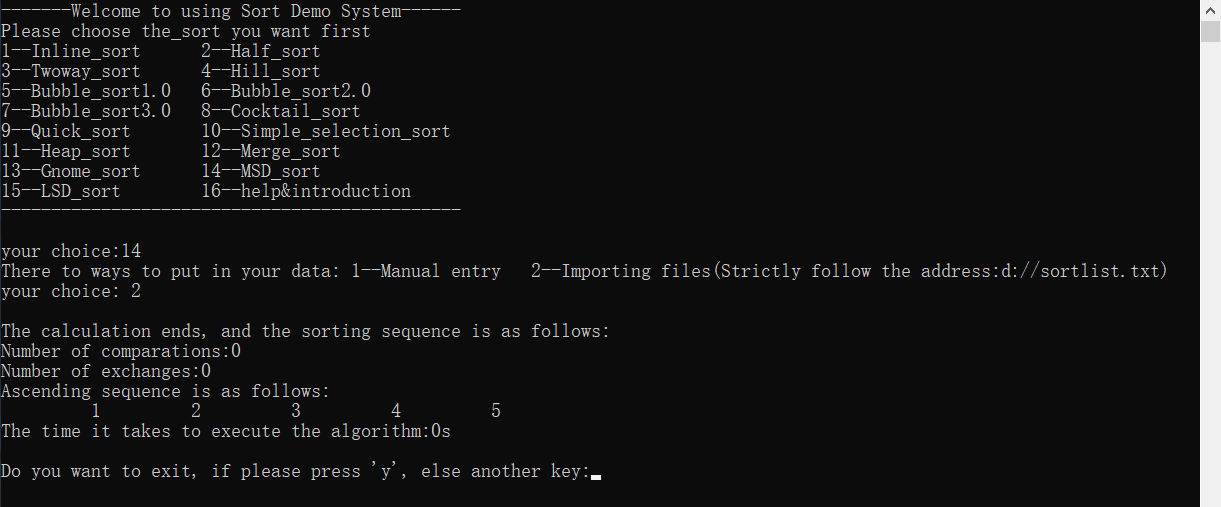 -------Welcome to using Sort Demo System------
Please choose the_sort you want first
1--Inline_sort      2--Half_sort
3--Twoway_sort      4--Hill_sort
5--Bubble_sort1.0   6--Bubble_sort2.0
7--Bubble_sort3.0   8--Cocktail_sort
9--Quick_sort       10--Simple_selection_sort
11--Heap_sort       12--Merge_sort
13--Gnome_sort      14--MSD_sort
15--LSD_sort        16--help&introduction
----------------------------------------------
your choice:14
There to ways to put in your data: 1--Manual entry   2--Importing files(Strictly follow the address:d://sortlist.txt)
your choice: 2
The calculation ends, and the sorting sequence is as follows:
Number of comparations:0
Number of exchanges:0
Ascending sequence is as follows:
         1         2         3         4         5
The time it takes to execute the algorithm:0s
Do you want to exit, if please press 'y', else another key: